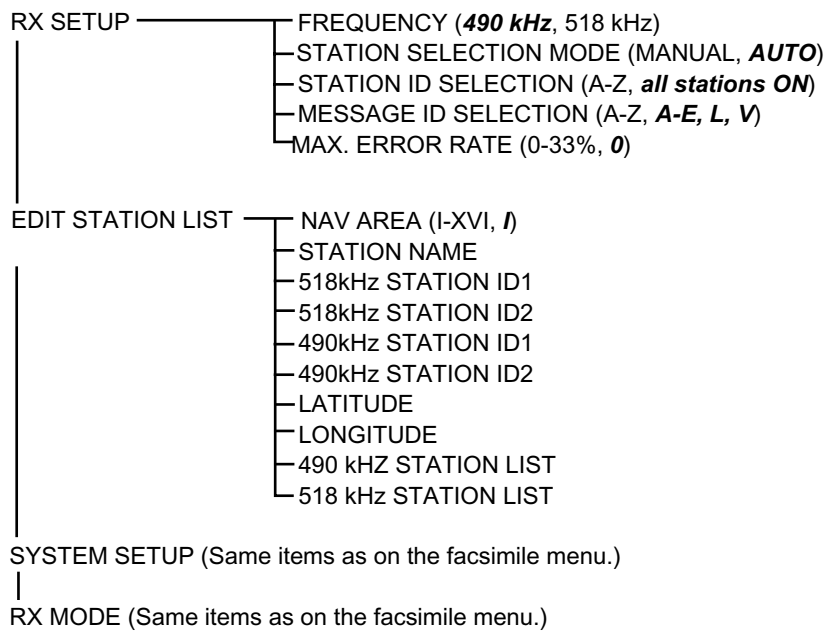 RX SETUP FREQUENCY (490 kHz, 518 kHz)
STATION SELECTION MODE (MANUAL, AUTO)
STATION ID SELECTION (A-Z, all stations ON)
MESSAGE ID SELECTION (A-Z, A-E, L, V)
MAX. ERROR RATE (0-33%, 0)
EDIT STATION LIST NAV AREA (I-XVI, I)
STATION NAME
518kHz STATION ID1
518kHz STATION ID2
490kHz STATION ID1
490kHz STATION ID2
LATITUDE
LONGITUDE
490 kHZ STATION LIST
518 kHz STATION LIST
SYSTEM SETUP (Same items as on the facsimile menu.)
RX MODE (Same items as on the facsimile menu.)